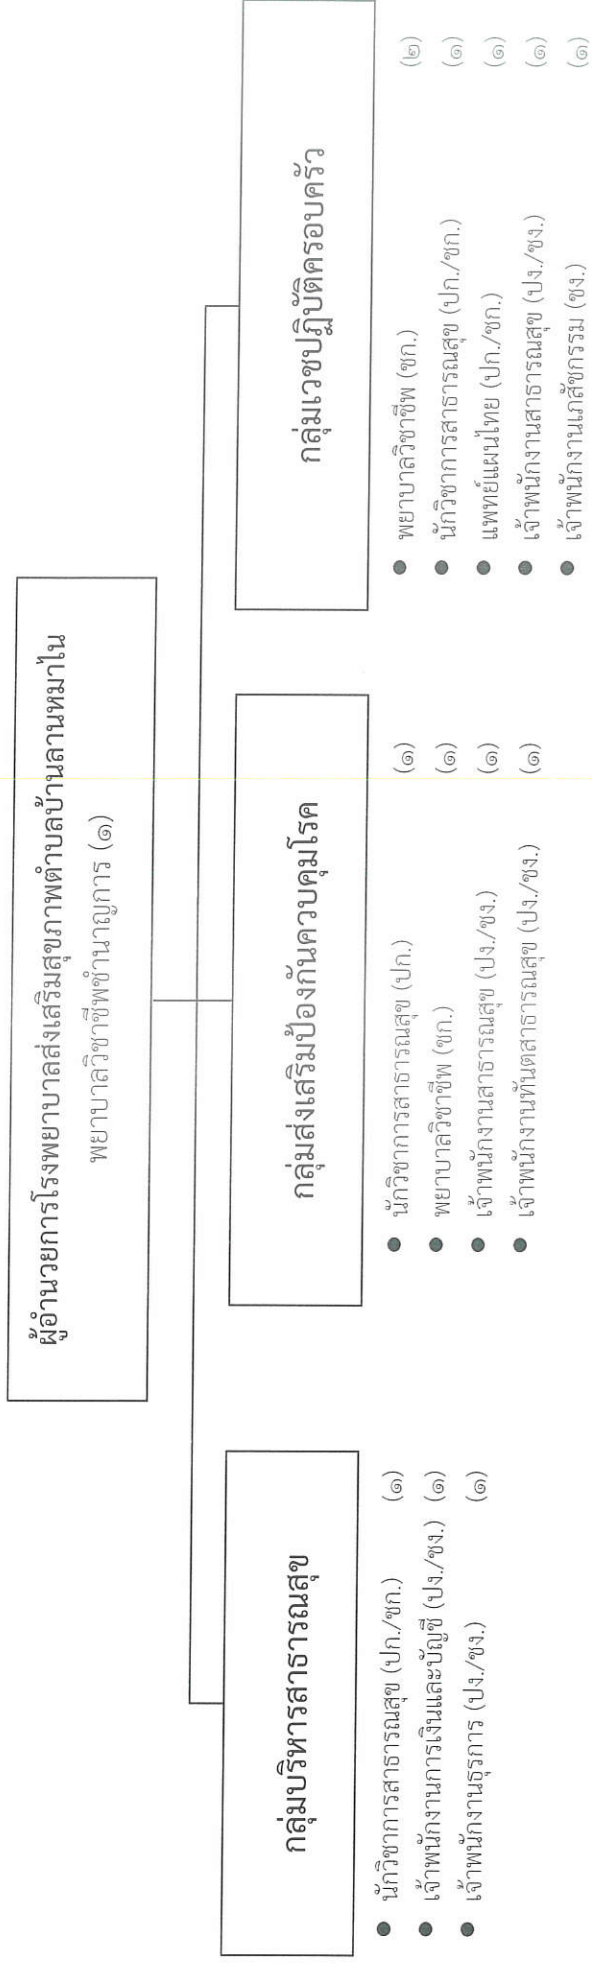 ผู้อำนวยการโรงพยาบาลส่งเสริมสุขภาพตำบลบ้านลานหมาไน
พยาบาลวิชาชีพชำนาญการ (๑)
กลุ่มบริหารสาธารณสุข
● นักวิชาการสาธารณสุข (ปก./ชก.) (๑)
● เจ้าพนักงานการเงินและบัญชี (ปง./ชง.) (๑)
● เจ้าพนักงานธุรการ (ปง./ชง.) (๑)
กลุ่มส่งเสริมป้องกันควบคุมโรค
● นักวิชาการสาธารณสุข (ปก.) (๑)
● พยาบาลวิชาชีพ (ชก.) (๑)
● เจ้าพนักงานสาธารณสุข (ปง./ชง.) (๑)
● เจ้าพนักงานทันตสาธารณสุข (ปง./ชง.) (๑)
กลุ่มเวชปฏิบัติครอบครัว
● พยาบาลวิชาชีพ (ชก.) (๒)
● นักวิชาการสาธารณสุข (ปก./ชก.) (๑)
● แพทย์แผนไทย (ปก./ชก.) (๑)
● เจ้าพนักงานสาธารณสุข (ปง./ชง.) (๑)
● เจ้าพนักงานเภสัชกรรม (ชง.) (๑)